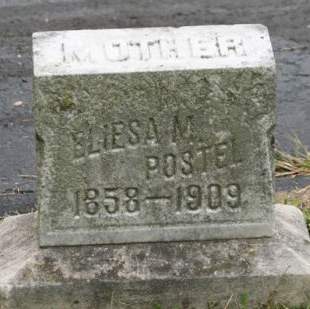 MOTHER
ELIESA M.
POSTEL
1858—1909